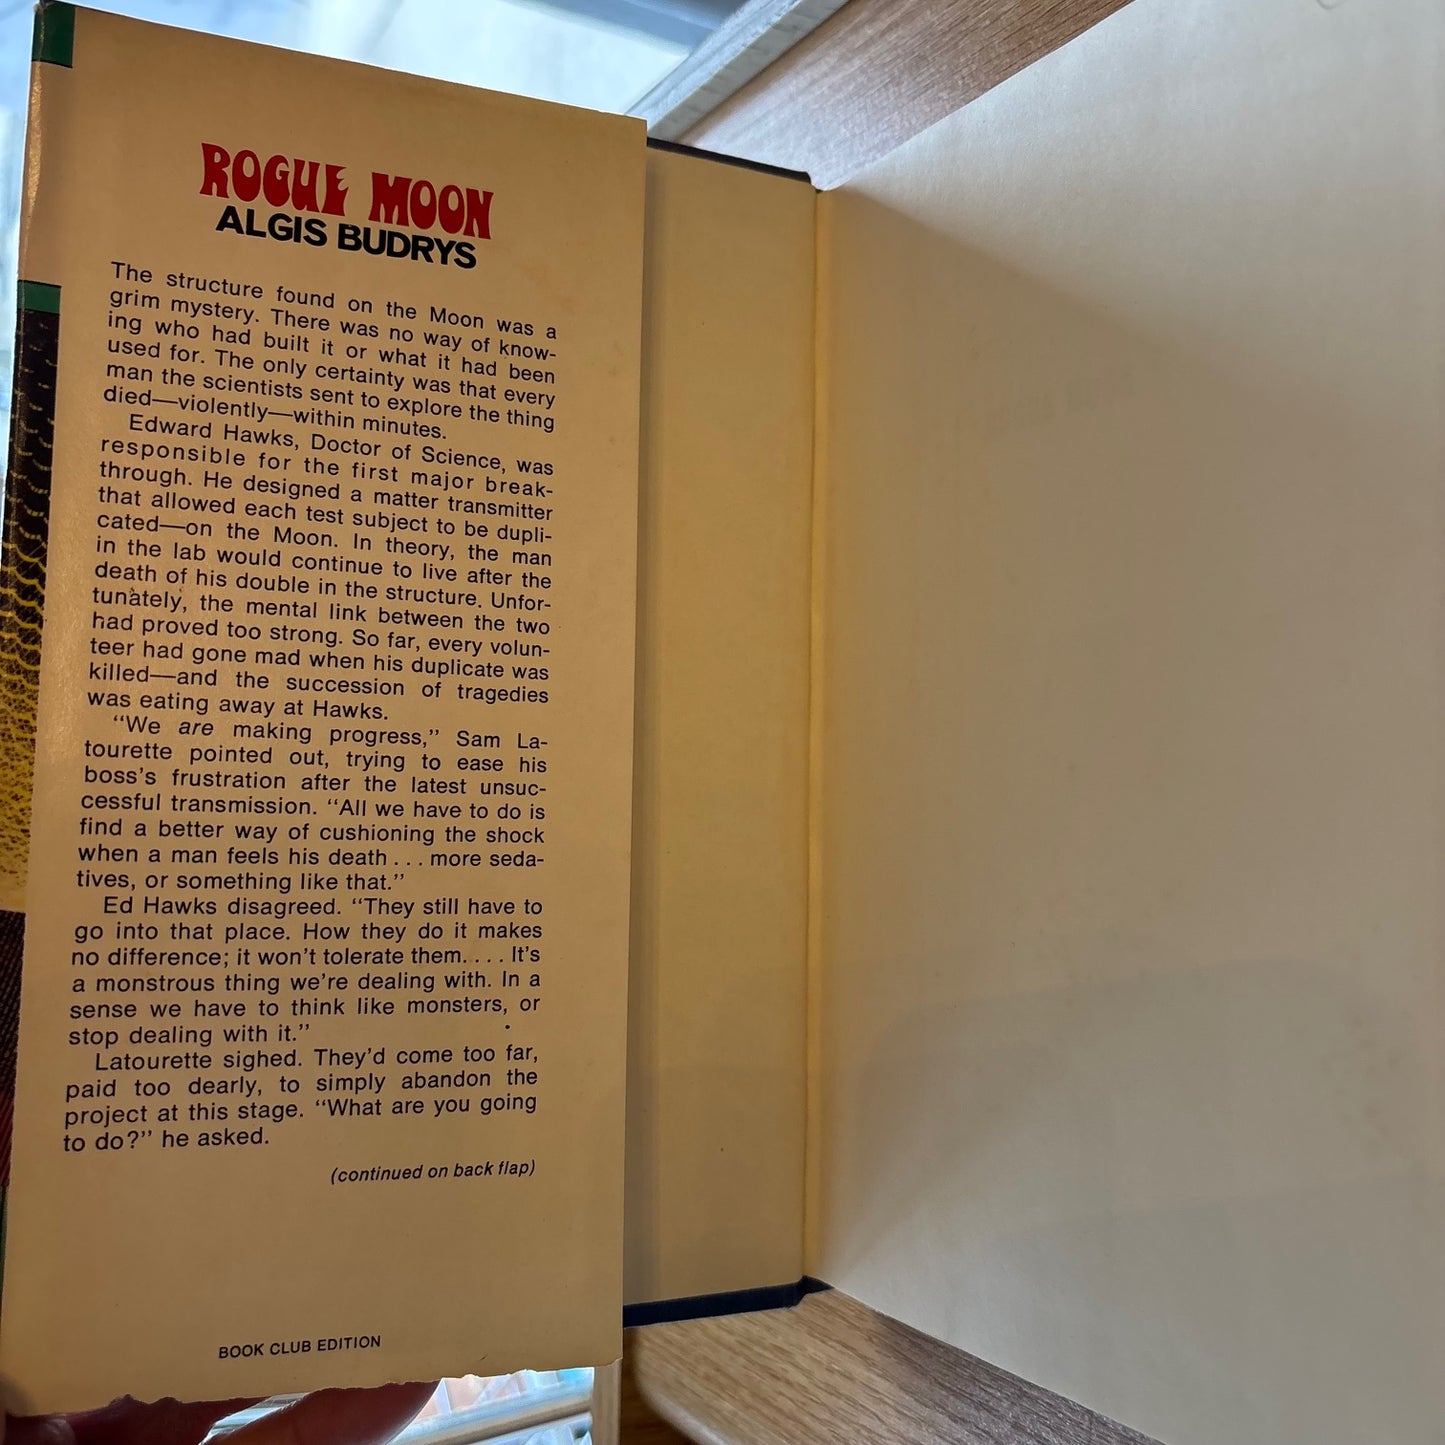 ROGUE MOON
ALGIS BUDRYS
The structure found on the Moon was a
grim mystery. There was no way of know-
ing who had built it or what it had been
used for. The only certainty was that every
man the scientists sent to explore the thing
died—violently—within minutes.
Edward Hawks, Doctor of Science, was
responsible for the first major break-
through. He designed a matter transmitter
that allowed each test subject to be dupli-
cated—on the Moon. In theory, the man
in the lab would continue to live after the
death of his double in the structure. Unfor-
tunately, the mental link between the two
had proved too strong. So far, every volun-
teer had gone mad when his duplicate was
killed—and the succession of tragedies
was eating away at Hawks.
"We are making progress," Sam La-
tourette pointed out, trying to ease his
boss's frustration after the latest unsuc-
cessful transmission. "All we have to do is
find a better way of cushioning the shock
when a man feels his death . . . more seda-
tives, or something like that."
Ed Hawks disagreed. "They still have to
go into that place. How they do it makes
no difference; it won't tolerate them. . . . It's
a monstrous thing we're dealing with. In a
sense we have to think like monsters, or
stop dealing with it."
Latourette sighed. They'd come too far,
paid too dearly, to simply abandon the
project at this stage. "What are you going
to do?" he asked.
(continued on back flap)
BOOK CLUB EDITION